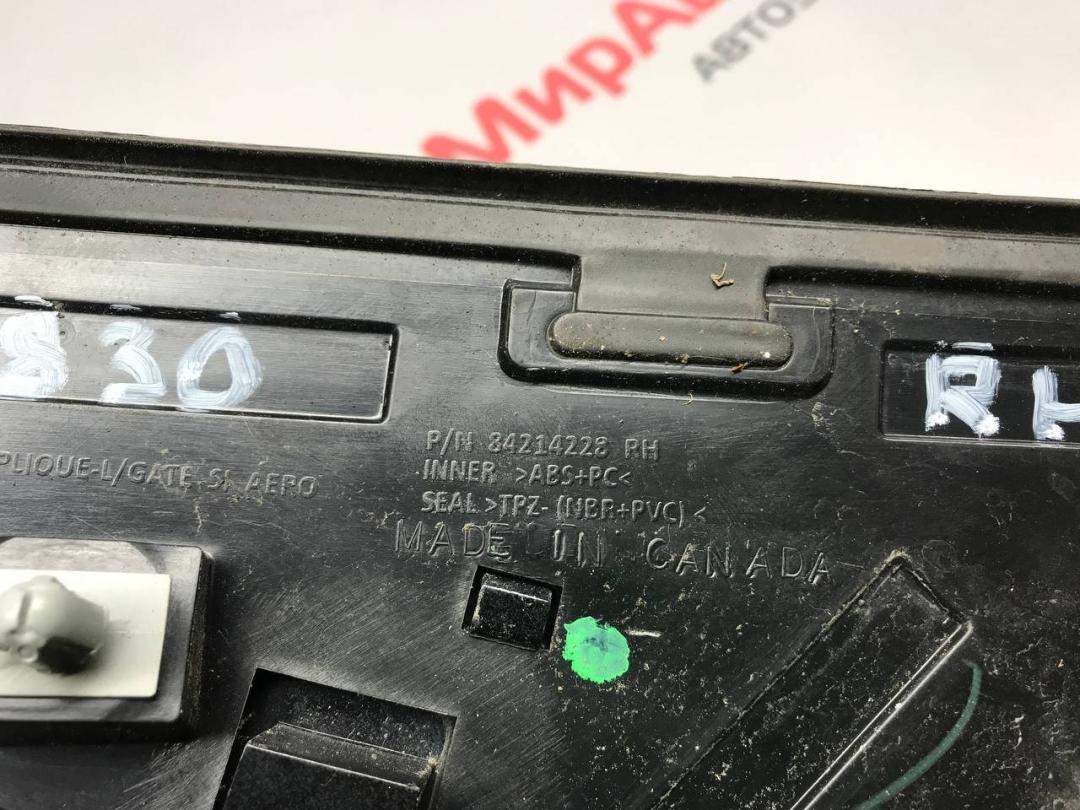 МирАв
АВТОЗ
830
RH
P/N 84214228 RH
PLIQUE-L/GATE SI AERO
INNER >ABS+PC<
SEAL >TPZ-(NBR+PVC)<
MADE IN CANADA